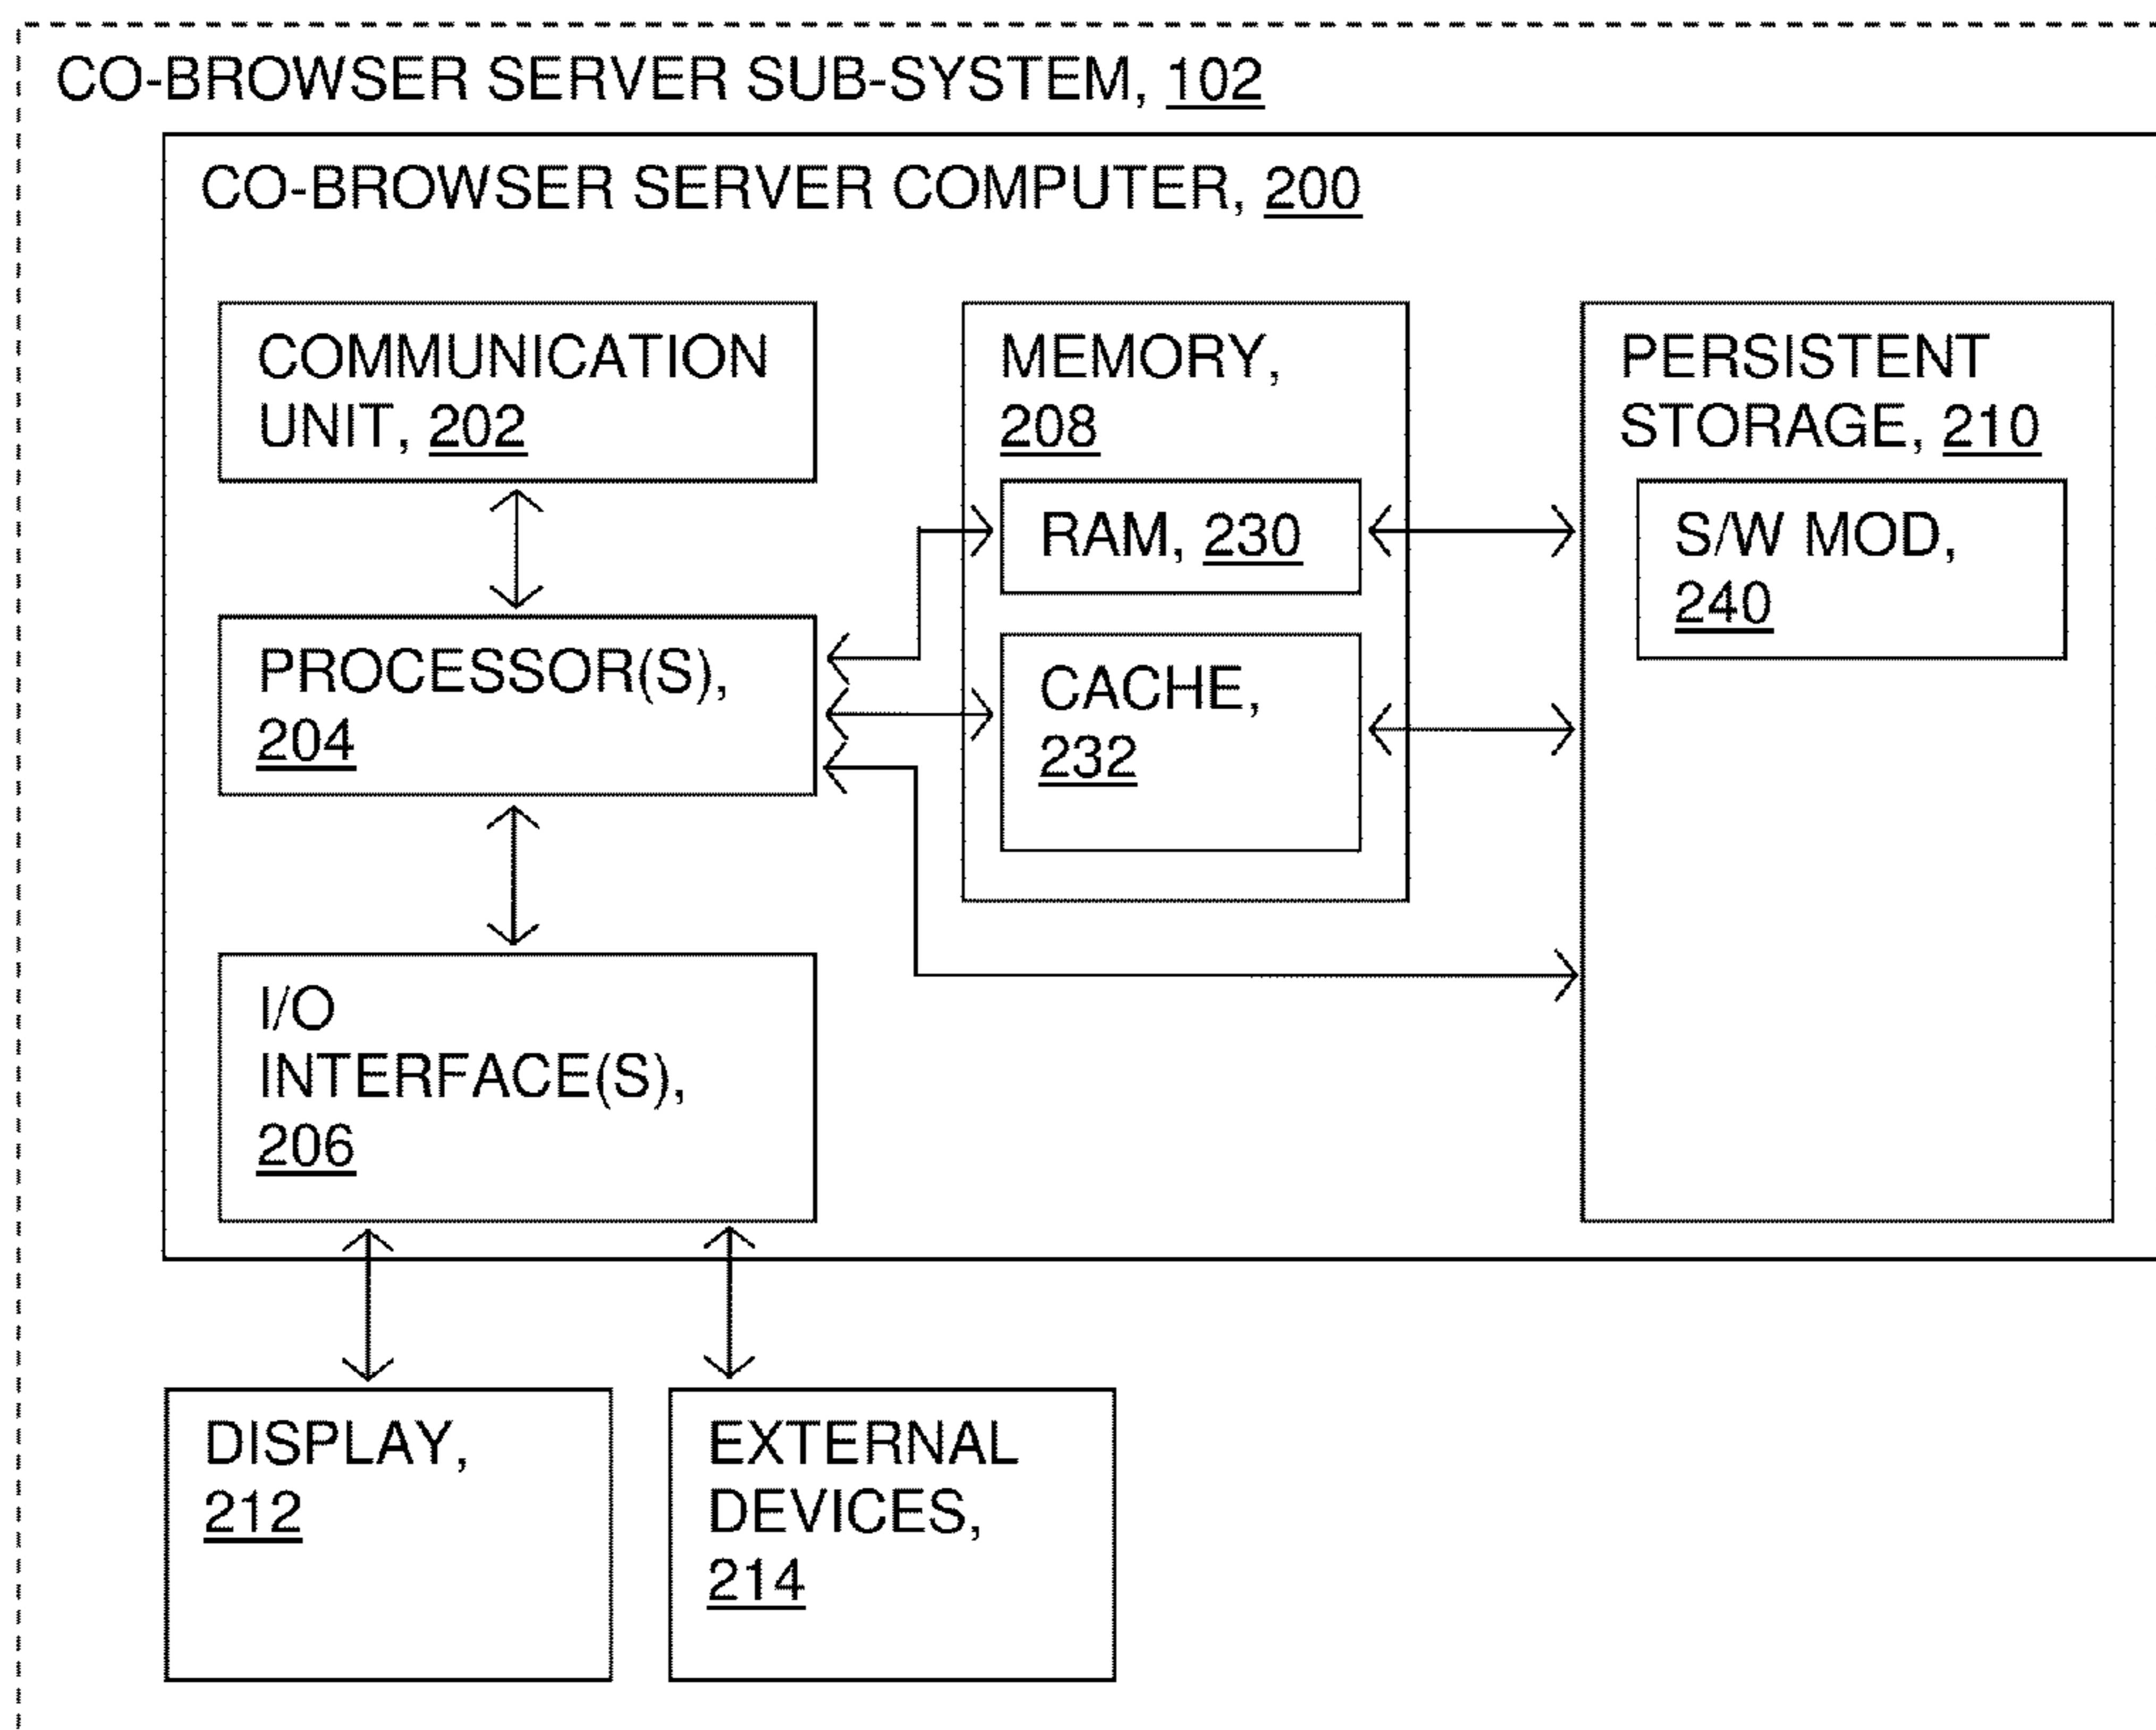 CO-BROWSER SERVER SUB-SYSTEM, 102
CO-BROWSER SERVER COMPUTER, 200
COMMUNICATION
UNIT, 202
MEMORY,
208
PERSISTENT
STORAGE, 210
RAM, 230
S/W MOD,
240
PROCESSOR(S),
204
CACHE,
232
I/O
INTERFACE(S),
206
DISPLAY,
212
EXTERNAL
DEVICES,
214